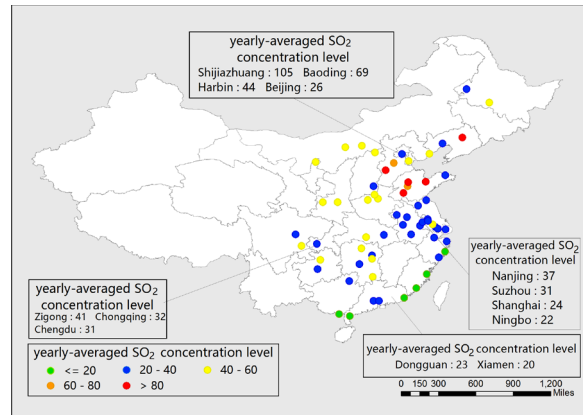 yearly-averaged SO2
concentration level
Shijiazhuang : 105 Baoding : 69
Harbin : 44 Beijing : 26
yearly-averaged SO2
concentration level
Nanjing : 37
Suzhou : 31
Shanghai : 24
Ningbo : 22
yearly-averaged SO2
concentration level
Zigong : 41 Chongqing : 32
Chengdu : 31
yearly-averaged SO2 concentration level
Dongguan : 23 Xiamen : 20
yearly-averaged SO2 concentration level
<= 20 20 - 40 40 - 60
60 - 80 > 80
0 150 300 600 900 1,200
Miles